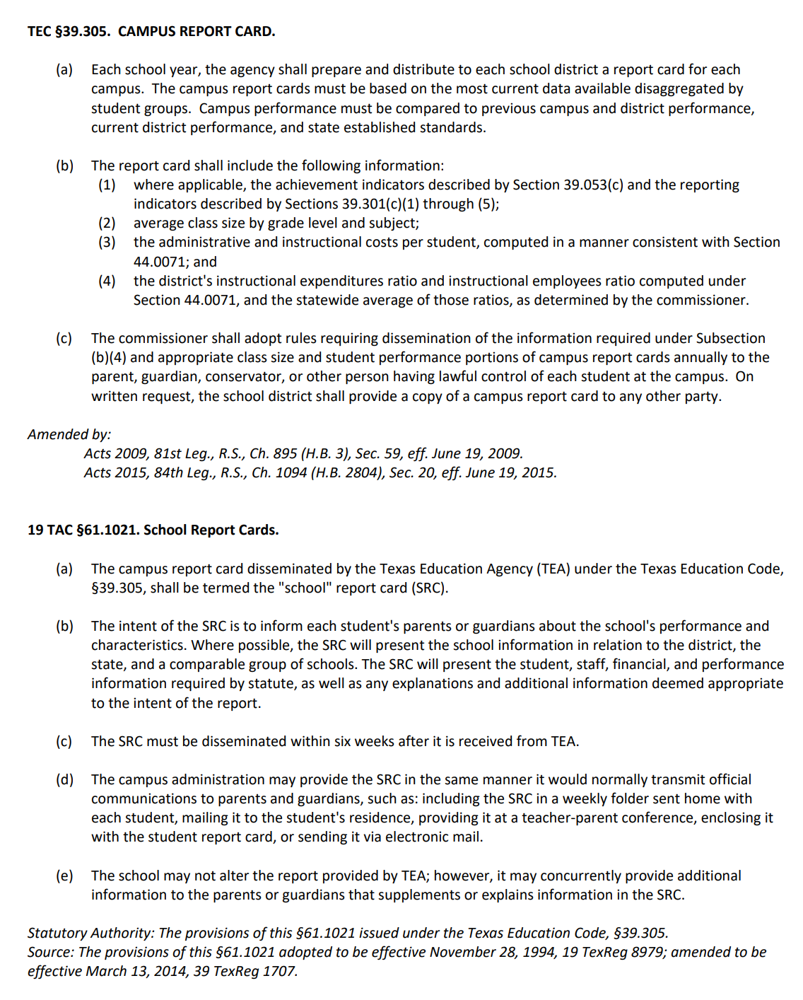 TEC §39.305.  CAMPUS REPORT CARD.
(a) Each school year, the agency shall prepare and distribute to each school district a report card for each
campus.  The campus report cards must be based on the most current data available disaggregated by
student groups.  Campus performance must be compared to previous campus and district performance,
current district performance, and state established standards.
(b) The report card shall include the following information:
(1) where applicable, the achievement indicators described by Section 39.053(c) and the reporting
indicators described by Sections 39.301(c)(1) through (5);
(2) average class size by grade level and subject;
(3) the administrative and instructional costs per student, computed in a manner consistent with Section
44.0071; and
(4) the district's instructional expenditures ratio and instructional employees ratio computed under
Section 44.0071, and the statewide average of those ratios, as determined by the commissioner.
(c) The commissioner shall adopt rules requiring dissemination of the information required under Subsection
(b)(4) and appropriate class size and student performance portions of campus report cards annually to the
parent, guardian, conservator, or other person having lawful control of each student at the campus.  On
written request, the school district shall provide a copy of a campus report card to any other party.
Amended by:
Acts 2009, 81st Leg., R.S., Ch. 895 (H.B. 3), Sec. 59, eff. June 19, 2009.
Acts 2015, 84th Leg., R.S., Ch. 1094 (H.B. 2804), Sec. 20, eff. June 19, 2015.
19 TAC §61.1021. School Report Cards.
(a) The campus report card disseminated by the Texas Education Agency (TEA) under the Texas Education Code,
§39.305, shall be termed the "school" report card (SRC).
(b) The intent of the SRC is to inform each student's parents or guardians about the school's performance and
characteristics. Where possible, the SRC will present the school information in relation to the district, the
state, and a comparable group of schools. The SRC will present the student, staff, financial, and performance
information required by statute, as well as any explanations and additional information deemed appropriate
to the intent of the report.
(c) The SRC must be disseminated within six weeks after it is received from TEA.
(d) The campus administration may provide the SRC in the same manner it would normally transmit official
communications to parents and guardians, such as: including the SRC in a weekly folder sent home with
each student, mailing it to the student's residence, providing it at a teacher-parent conference, enclosing it
with the student report card, or sending it via electronic mail.
(e) The school may not alter the report provided by TEA; however, it may concurrently provide additional
information to the parents or guardians that supplements or explains information in the SRC.
Statutory Authority: The provisions of this §61.1021 issued under the Texas Education Code, §39.305.
Source: The provisions of this §61.1021 adopted to be effective November 28, 1994, 19 TexReg 8979; amended to be
effective March 13, 2014, 39 TexReg 1707.